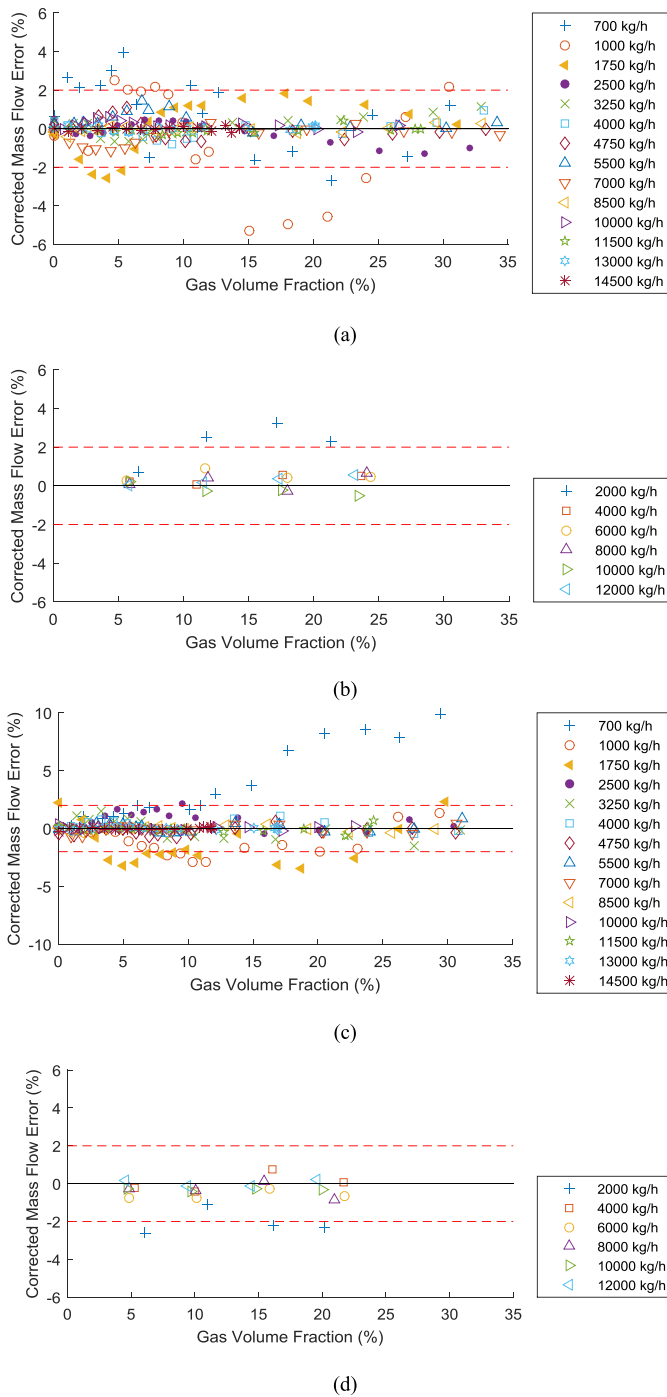 Corrected Mass Flow Error (%)
6
4
2
0
-2
-4
-6
0
5
10
15
20
25
30
35
Gas Volume Fraction (%)
700 kg/h
1000 kg/h
1750 kg/h
2500 kg/h
3250 kg/h
4000 kg/h
4750 kg/h
5500 kg/h
7000 kg/h
8500 kg/h
10000 kg/h
11500 kg/h
13000 kg/h
14500 kg/h
(a)
Corrected Mass Flow Error (%)
6
4
2
0
-2
-4
-6
0
5
10
15
20
25
30
35
Gas Volume Fraction (%)
2000 kg/h
4000 kg/h
6000 kg/h
8000 kg/h
10000 kg/h
12000 kg/h
(b)
Corrected Mass Flow Error (%)
10
5
0
-5
-10
0
5
10
15
20
25
30
35
Gas Volume Fraction (%)
700 kg/h
1000 kg/h
1750 kg/h
2500 kg/h
3250 kg/h
4000 kg/h
4750 kg/h
5500 kg/h
7000 kg/h
8500 kg/h
10000 kg/h
11500 kg/h
13000 kg/h
14500 kg/h
(c)
Corrected Mass Flow Error (%)
6
4
2
0
-2
-4
-6
0
5
10
15
20
25
30
35
Gas Volume Fraction (%)
2000 kg/h
4000 kg/h
6000 kg/h
8000 kg/h
10000 kg/h
12000 kg/h
(d)